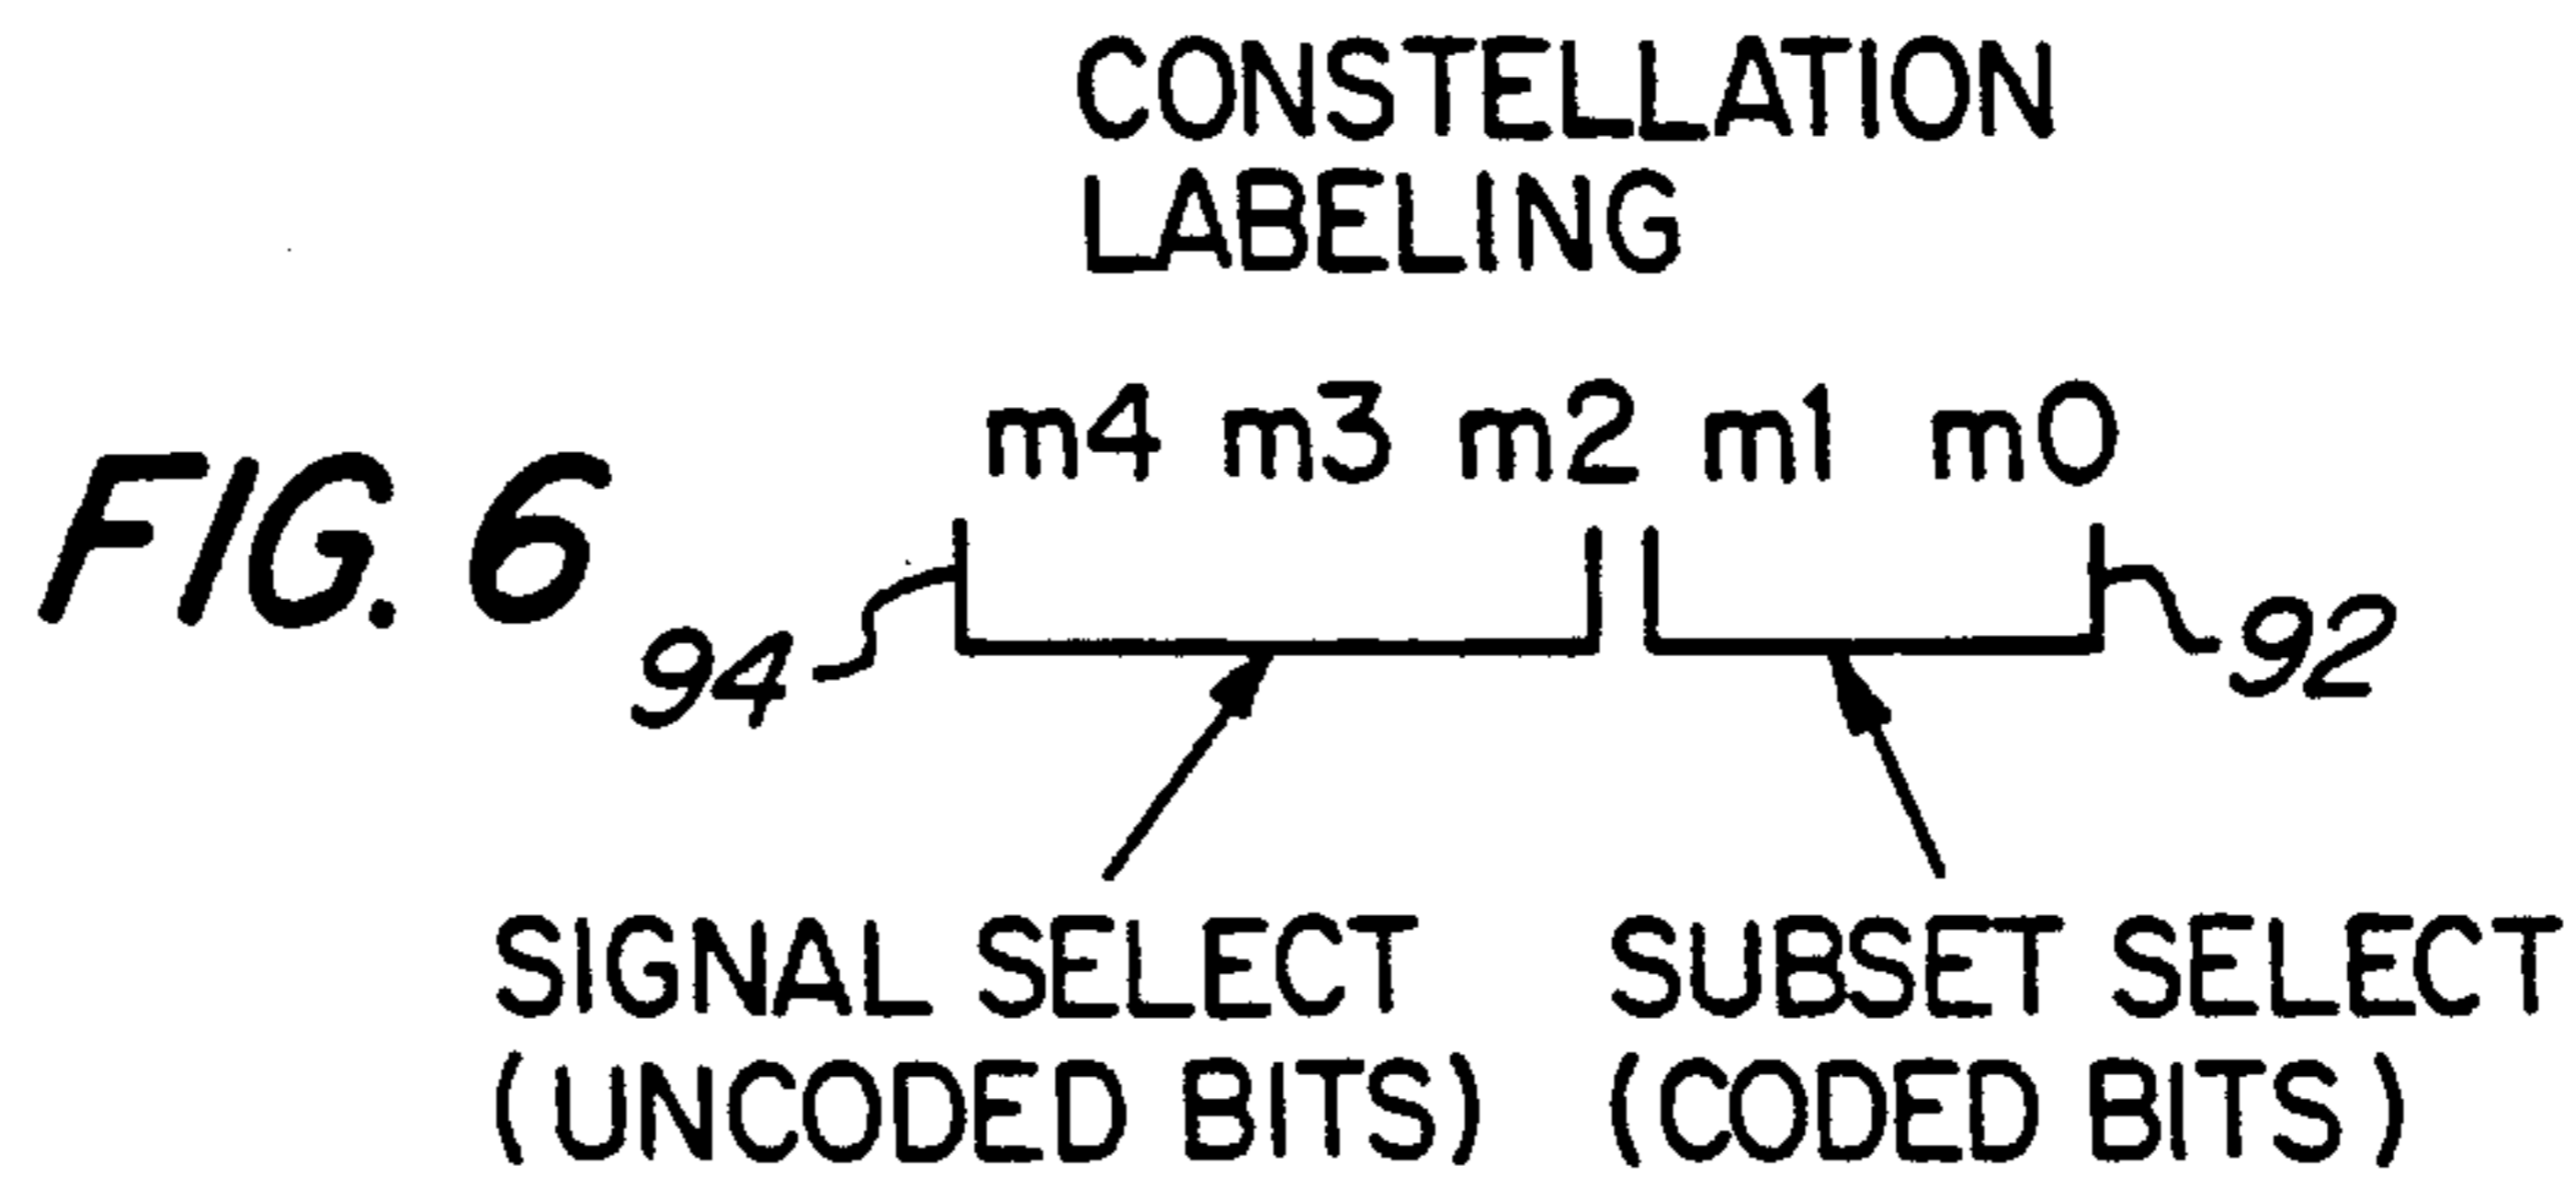 CONSTELLATION
LABELING
m4 m3 m2 m1 m0
FIG. 6
94
92
SIGNAL SELECT
(UNCODED BITS)
SUBSET SELECT
(CODED BITS)